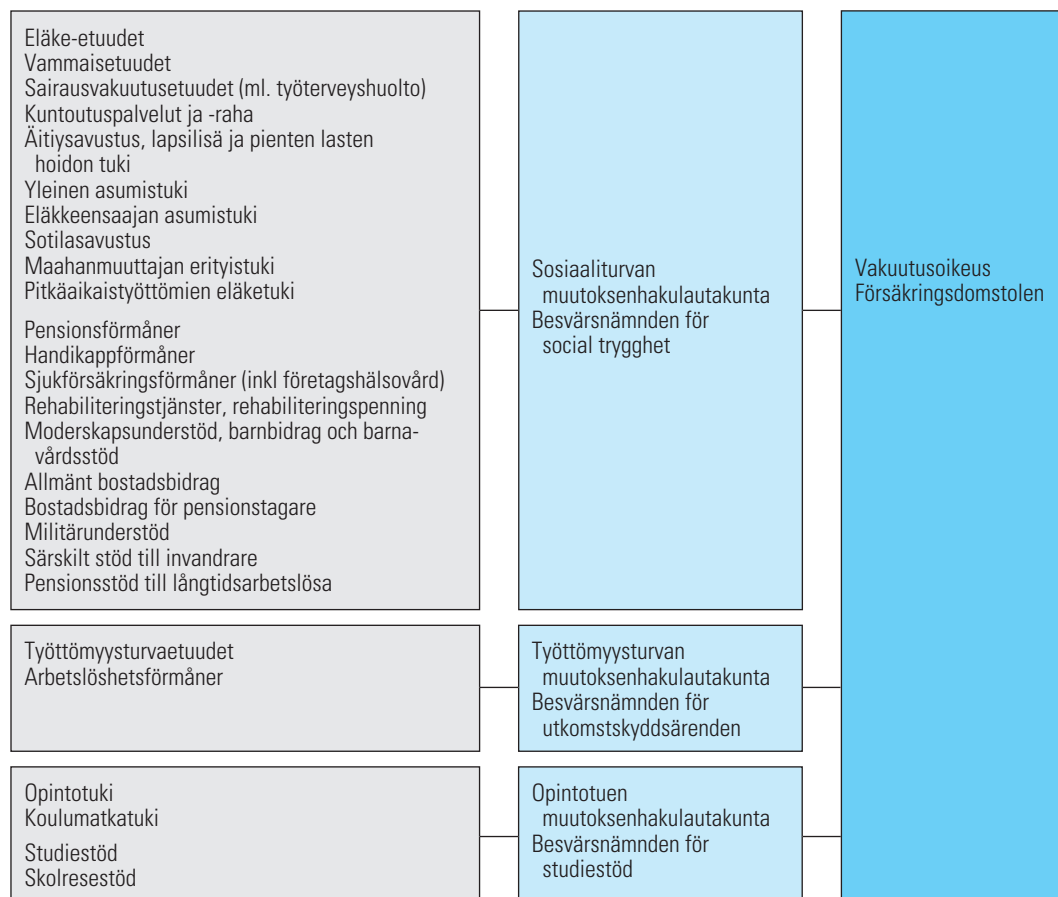 Eläke-etuudet
Vammaisetuudet
Sairausvakuutusetuudet (ml. työterveyshuolto)
Kuntoutuspalvelut ja -raha
Äitiysavustus, lapsilisä ja pienten lasten
hoidon tuki
Yleinen asumistuki
Eläkkeensaajan asumistuki
Sotilasavustus
Maahanmuuttajan erityistuki
Pitkäaikaistyöttömien eläketuki
Pensionsförmåner
Handikappförmåner
Sjukförsäkringsförmåner (inkl företagshälsovård)
Rehabiliteringstjänster, rehabiliteringspenning
Moderskapsunderstöd, barnbidrag och barna-
vårdsstöd
Allmänt bostadsbidrag
Bostadsbidrag för pensionstagare
Militärunderstöd
Särskilt stöd till invandrare
Pensionsstöd till långtidsarbetslösa
Sosiaaliturvan
muutoksenhakulautakunta
Besvärsnämnden för
social trygghet
Vakuutusoikeus
Försäkringsdomstolen
Työttömyysturvaetuudet
Arbetslöshetsförmåner
Työttömyysturvan
muutoksenhakulautakunta
Besvärsnämnden för
utkomstskyddsärenden
Opintotuki
Koulumatkatuki
Studiestöd
Skolresestöd
Opintotuen
muutoksenhakulautakunta
Besvärsnämnden för
studiestöd